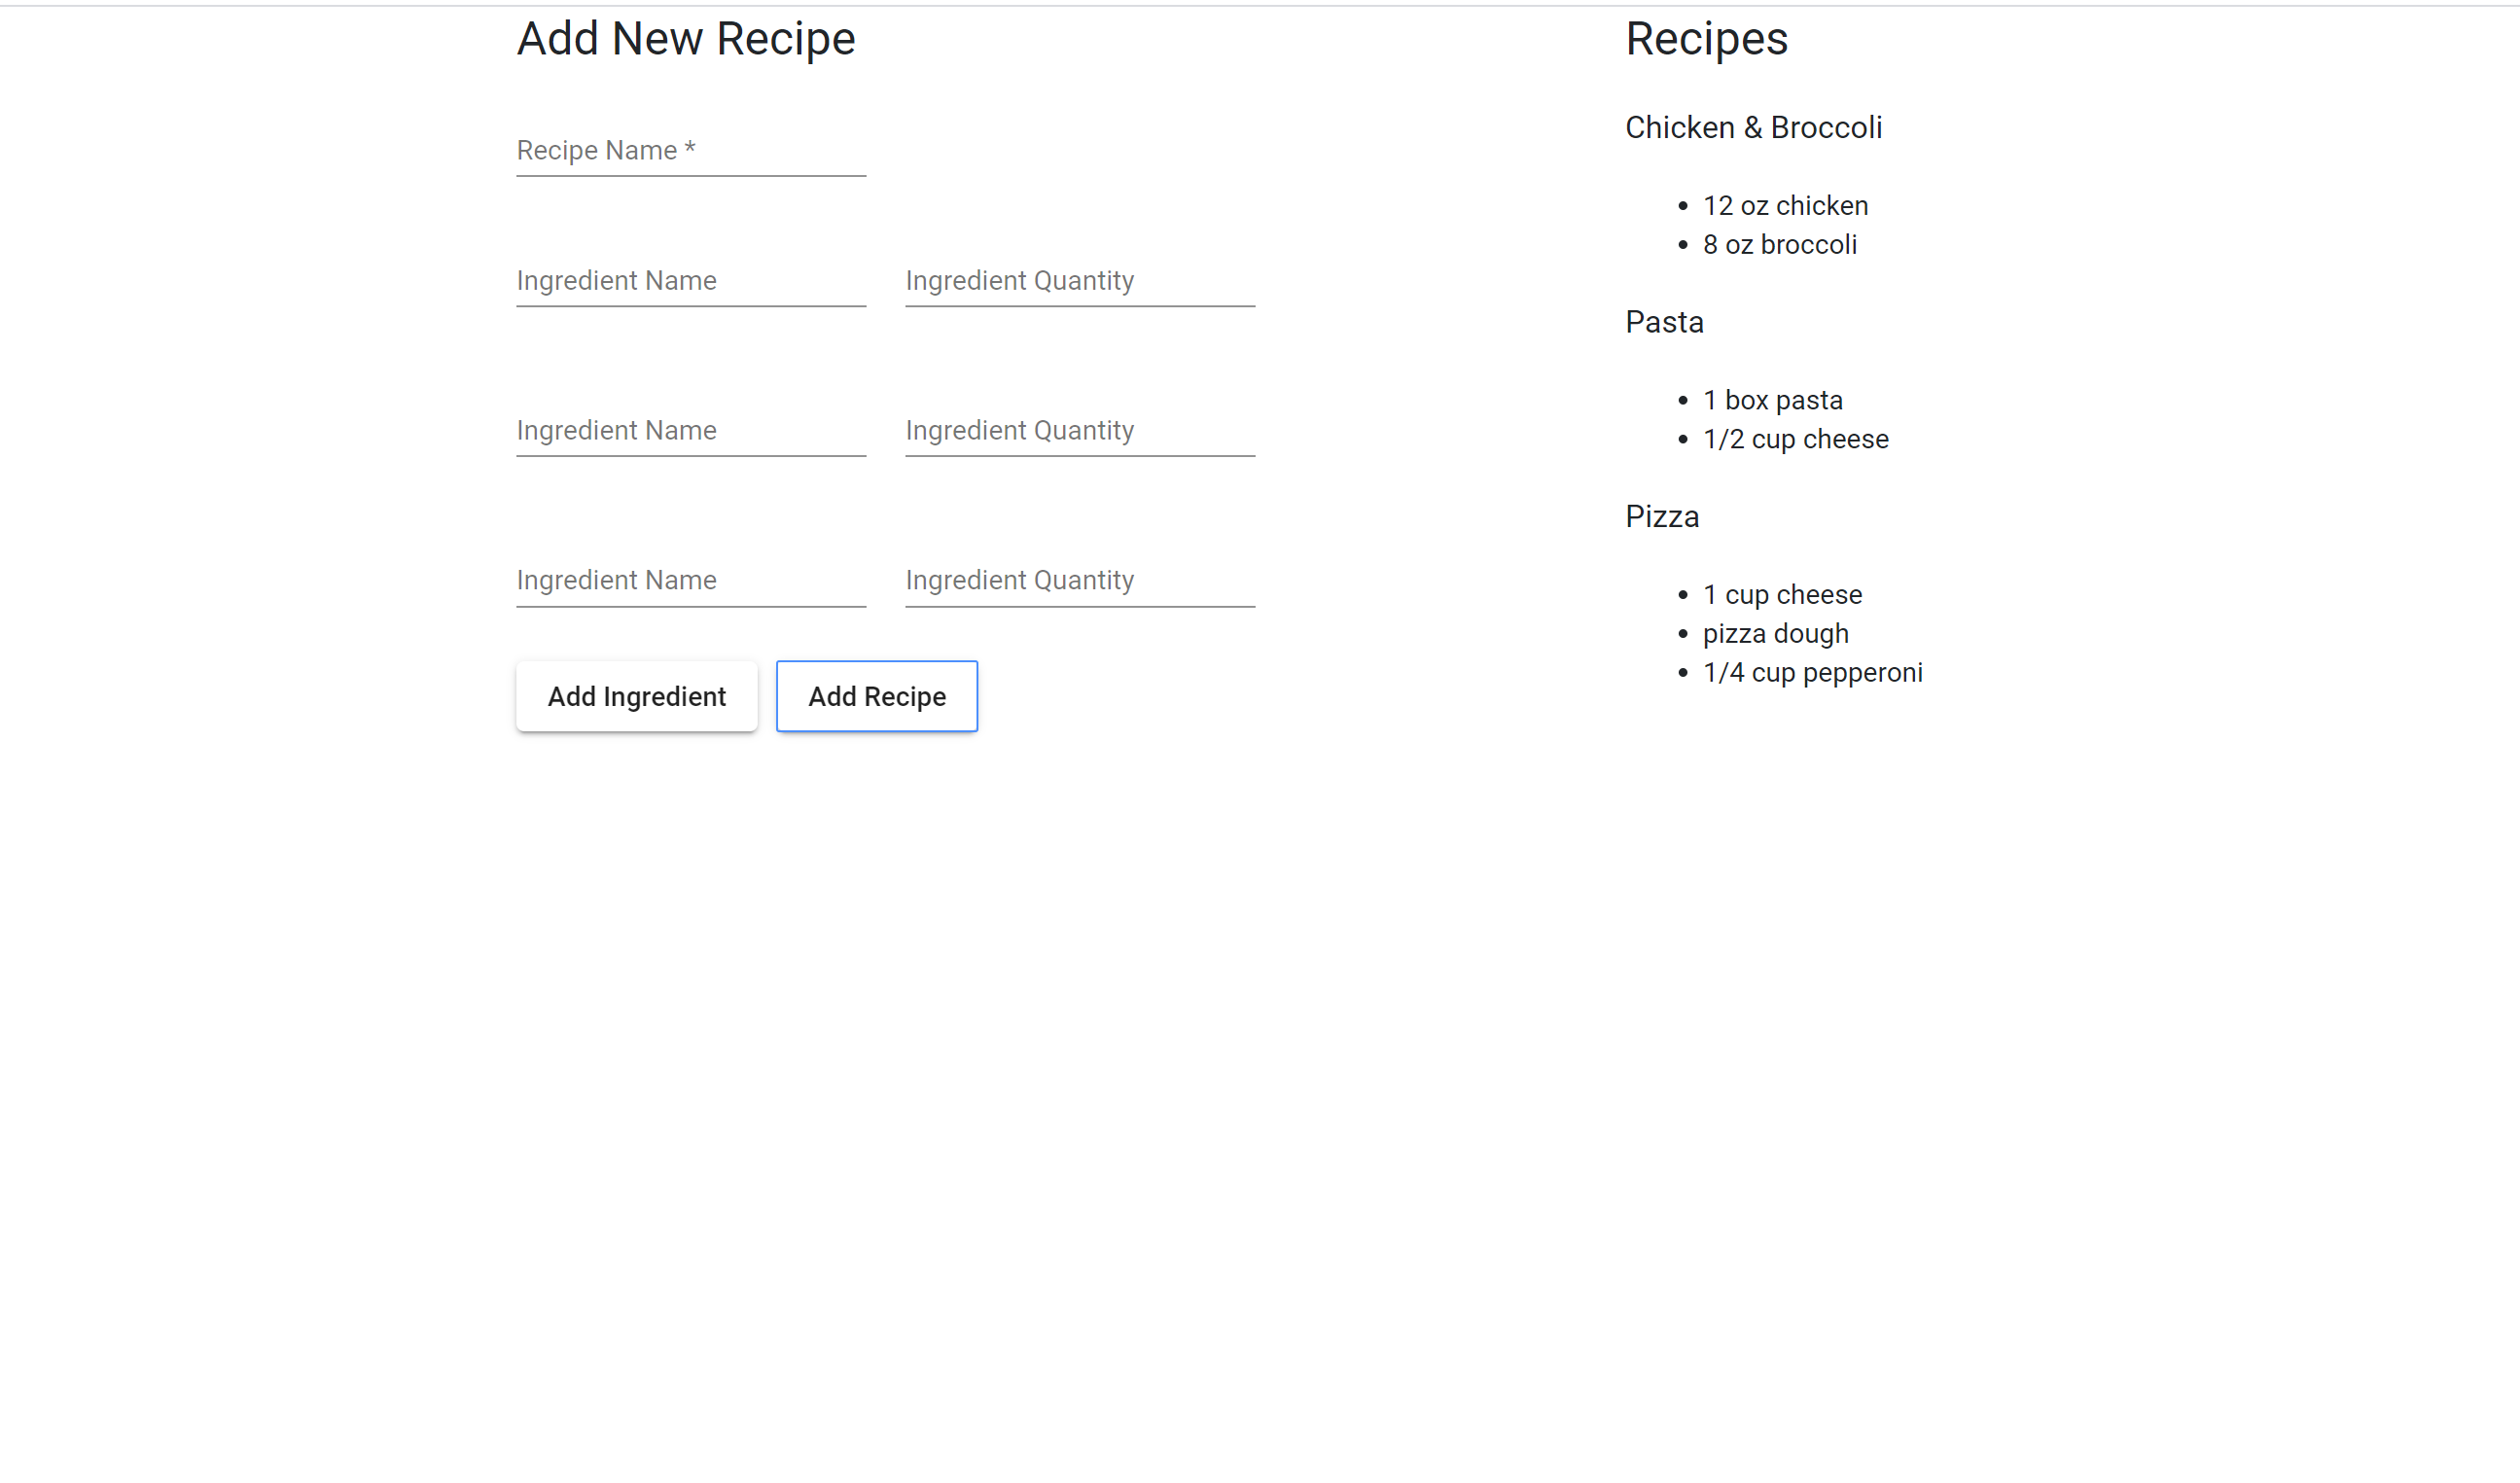 Add New Recipe
Recipe Name *
Ingredient Name Ingredient Quantity
Ingredient Name Ingredient Quantity
Ingredient Name Ingredient Quantity
Add Ingredient Add Recipe
Recipes
Chicken & Broccoli
12 oz chicken
8 oz broccoli
Pasta
1 box pasta
1/2 cup cheese
Pizza
1 cup cheese
pizza dough
1/4 cup pepperoni